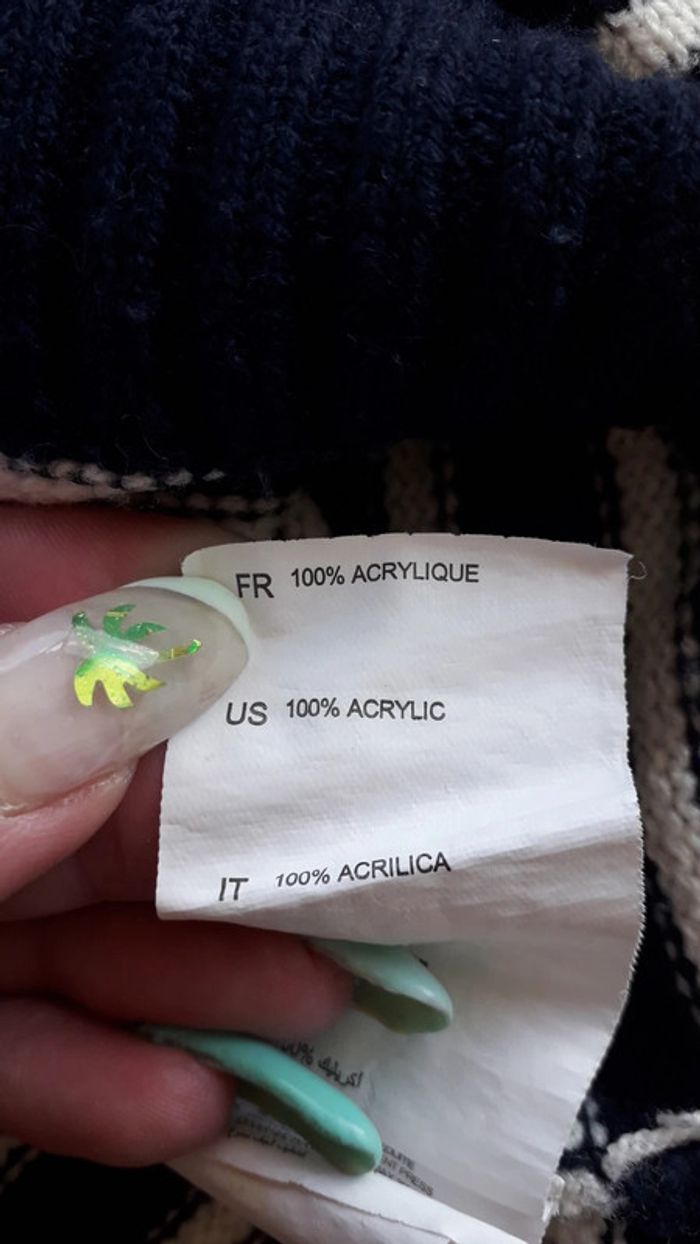 FR 100% ACRYLIQUE
US 100% ACRYLIC
IT 100% ACRILICA